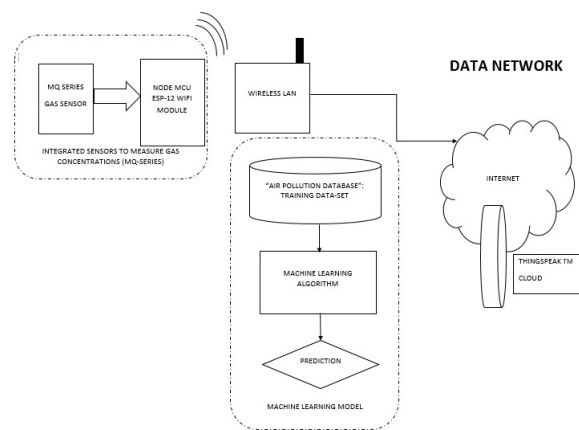 MQ SERIES
GAS SENSOR
NODE MCU
ESP-12 WIFI
MODULE
INTEGRATED SENSORS TO MEASURE GAS
CONCENTRATIONS (MQ-SERIES)
WIRELESS LAN
DATA NETWORK
INTERNET
THINGSPEAK TM
CLOUD
"AIR POLLUTION DATABASE":
TRAINING DATA-SET
MACHINE LEARNING
ALGORITHM
PREDICTION
MACHINE LEARNING MODEL